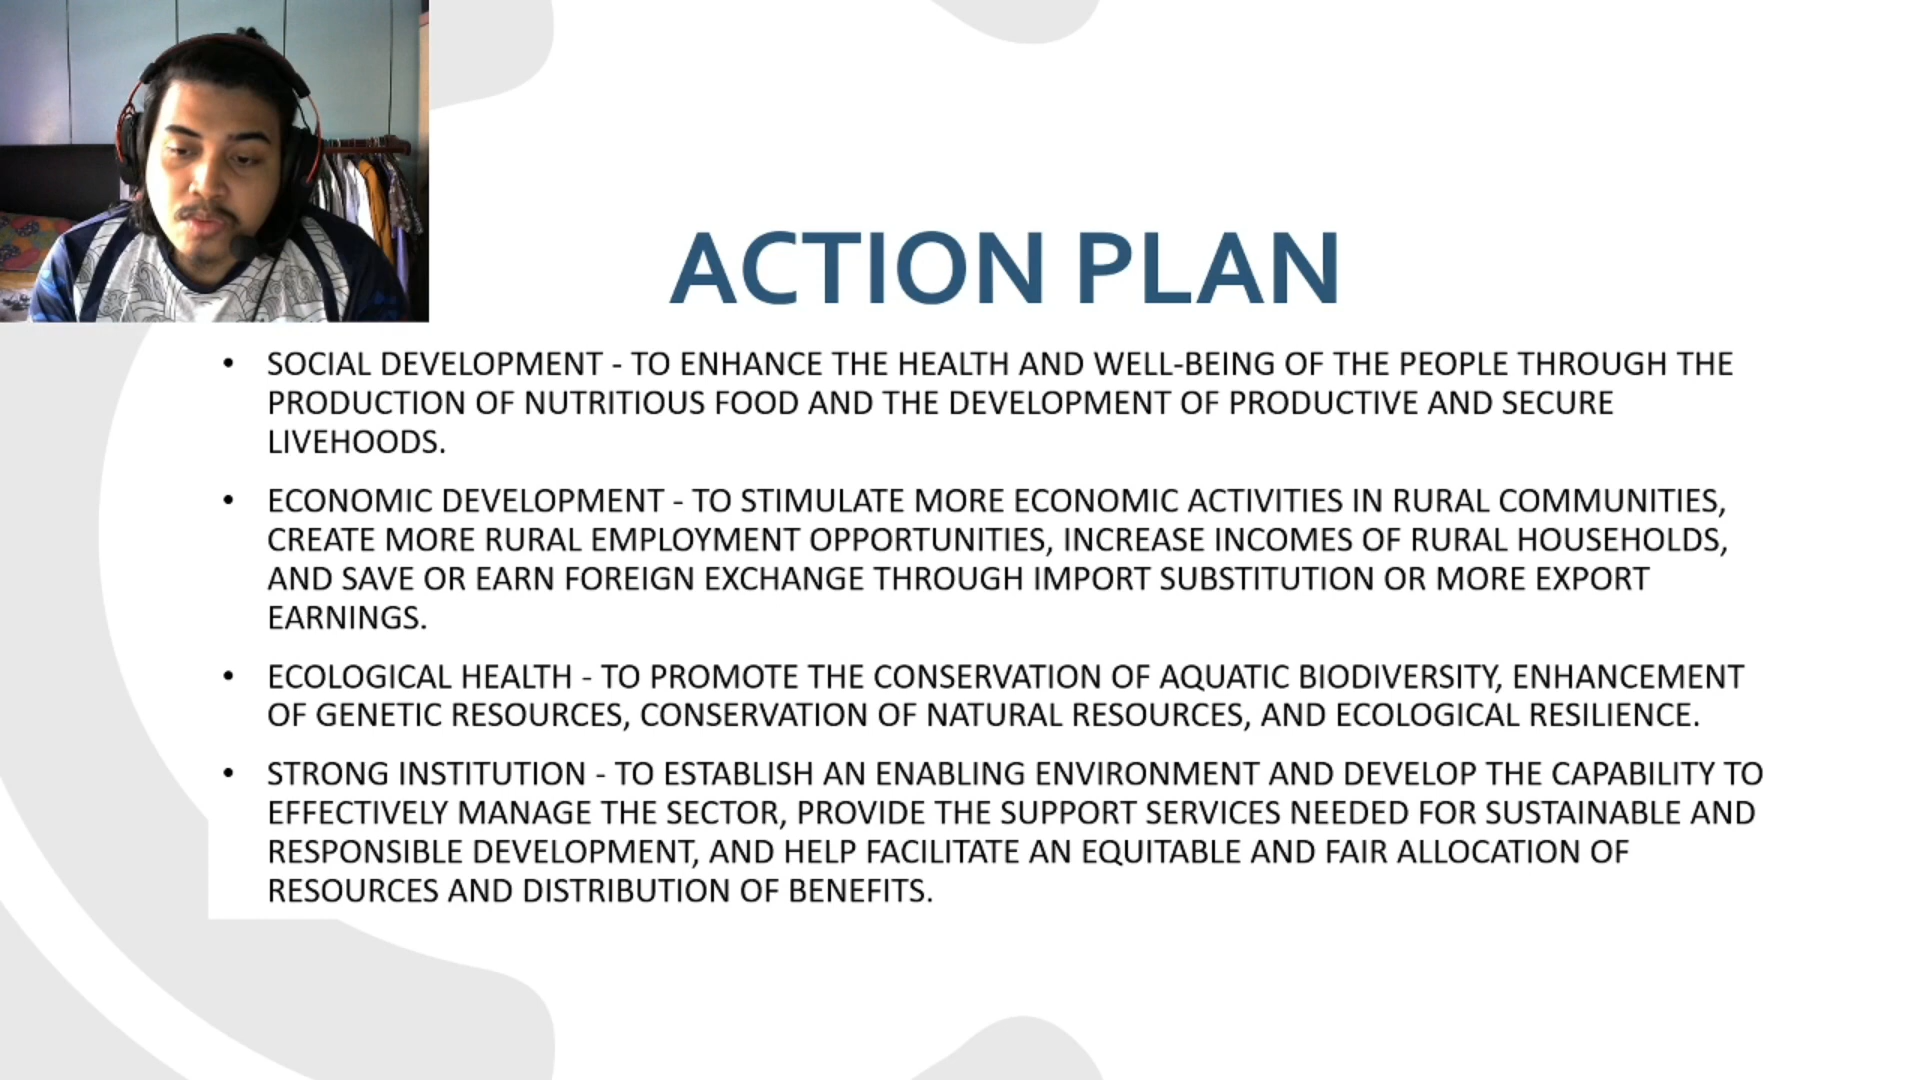 ACTION PLAN
• SOCIAL DEVELOPMENT - TO ENHANCE THE HEALTH AND WELL-BEING OF THE PEOPLE THROUGH THE
PRODUCTION OF NUTRITIOUS FOOD AND THE DEVELOPMENT OF PRODUCTIVE AND SECURE
LIVEHOODS.
• ECONOMIC DEVELOPMENT - TO STIMULATE MORE ECONOMIC ACTIVITIES IN RURAL COMMUNITIES,
CREATE MORE RURAL EMPLOYMENT OPPORTUNITIES, INCREASE INCOMES OF RURAL HOUSEHOLDS,
AND SAVE OR EARN FOREIGN EXCHANGE THROUGH IMPORT SUBSTITUTION OR MORE EXPORT
EARNINGS.
• ECOLOGICAL HEALTH - TO PROMOTE THE CONSERVATION OF AQUATIC BIODIVERSITY, ENHANCEMENT
OF GENETIC RESOURCES, CONSERVATION OF NATURAL RESOURCES, AND ECOLOGICAL RESILIENCE.
• STRONG INSTITUTION - TO ESTABLISH AN ENABLING ENVIRONMENT AND DEVELOP THE CAPABILITY TO
EFFECTIVELY MANAGE THE SECTOR, PROVIDE THE SUPPORT SERVICES NEEDED FOR SUSTAINABLE AND
RESPONSIBLE DEVELOPMENT, AND HELP FACILITATE AN EQUITABLE AND FAIR ALLOCATION OF
RESOURCES AND DISTRIBUTION OF BENEFITS.